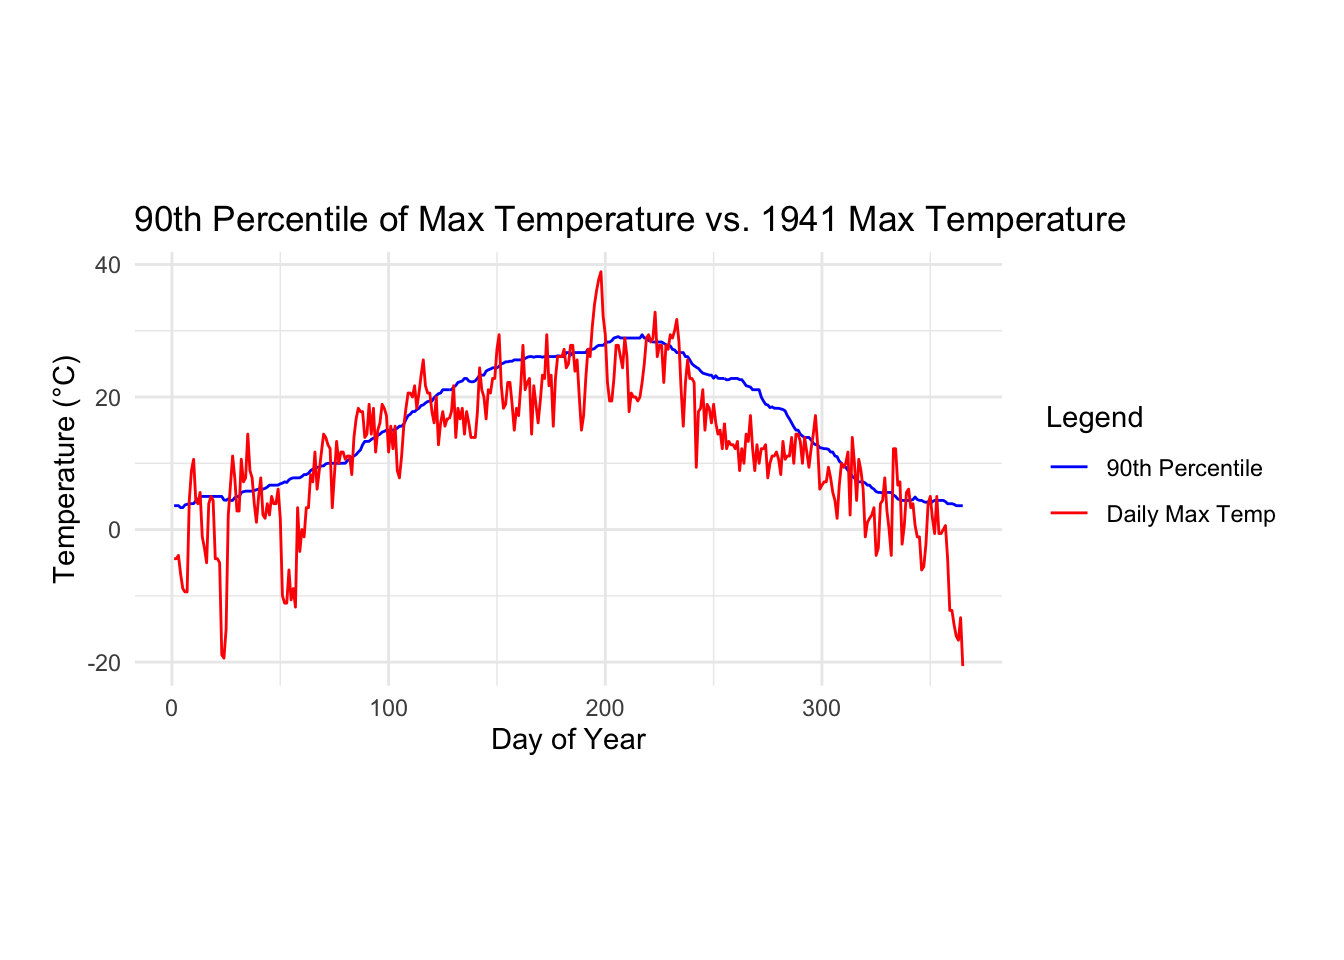 90th Percentile of Max Temperature vs. 1941 Max Temperature
40
20
0
-20
Temperature (°C)
0 100 200 300
Day of Year
Legend
90th Percentile
Daily Max Temp